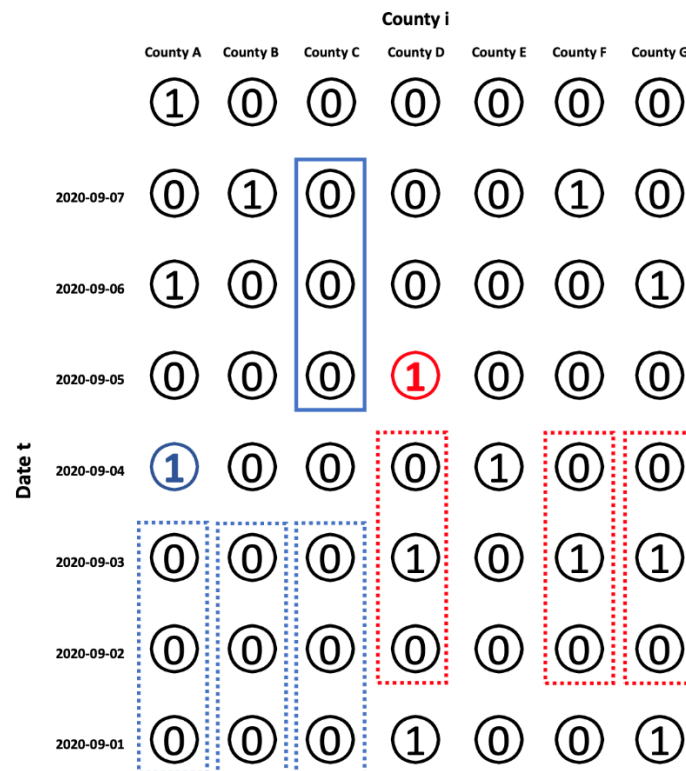 County i
County A County B County C County D County E County F County G
1 0 0 0 0 0 0
2020-09-07 0 1 0 0 0 1 0
2020-09-06 1 0 0 0 0 0 1
2020-09-05 0 0 0 1 0 0 0
Date t
2020-09-04 1 0 0 0 1 0 0
2020-09-03 0 0 0 1 0 1 1
2020-09-02 0 0 0 0 0 0 0
2020-09-01 0 0 0 1 0 0 1